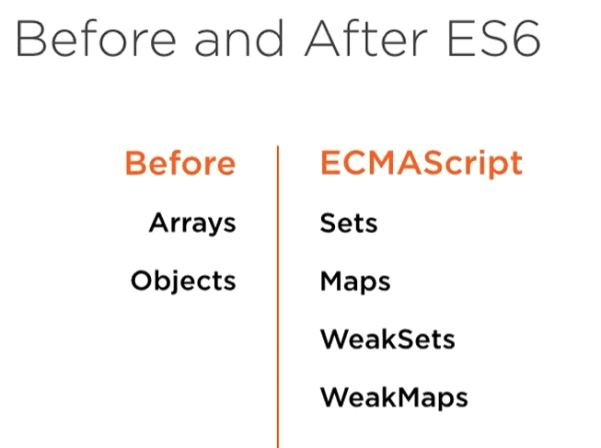 Before and After ES6
Before
Arrays
Objects
ECMAScript
Sets
Maps
WeakSets
WeakMaps